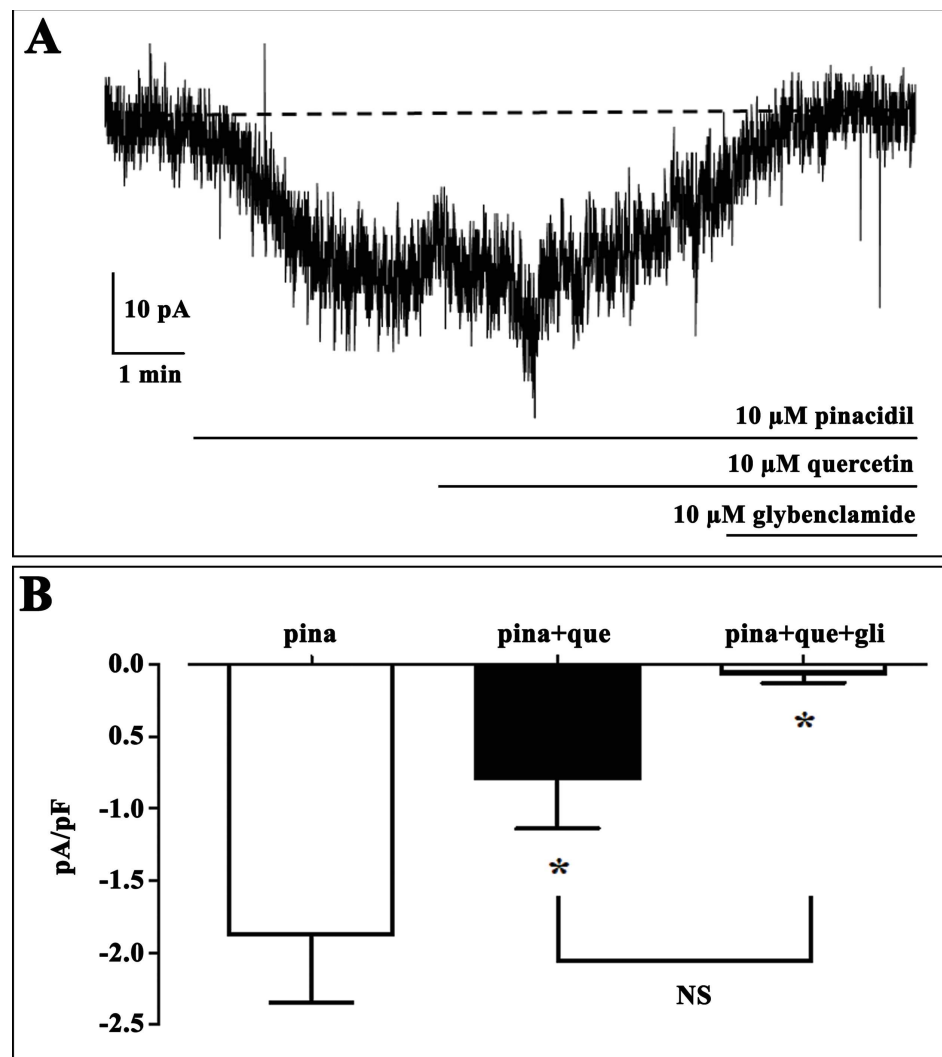 A
10 pA
1 min
10 µM pinacidil
10 µM quercetin
10 µM glybenclamide
B
pina pina+que pina+que+gli
0.0
0.5
-1.0
-1.5
-2.0
-2.5
pA/pF
*
*
NS